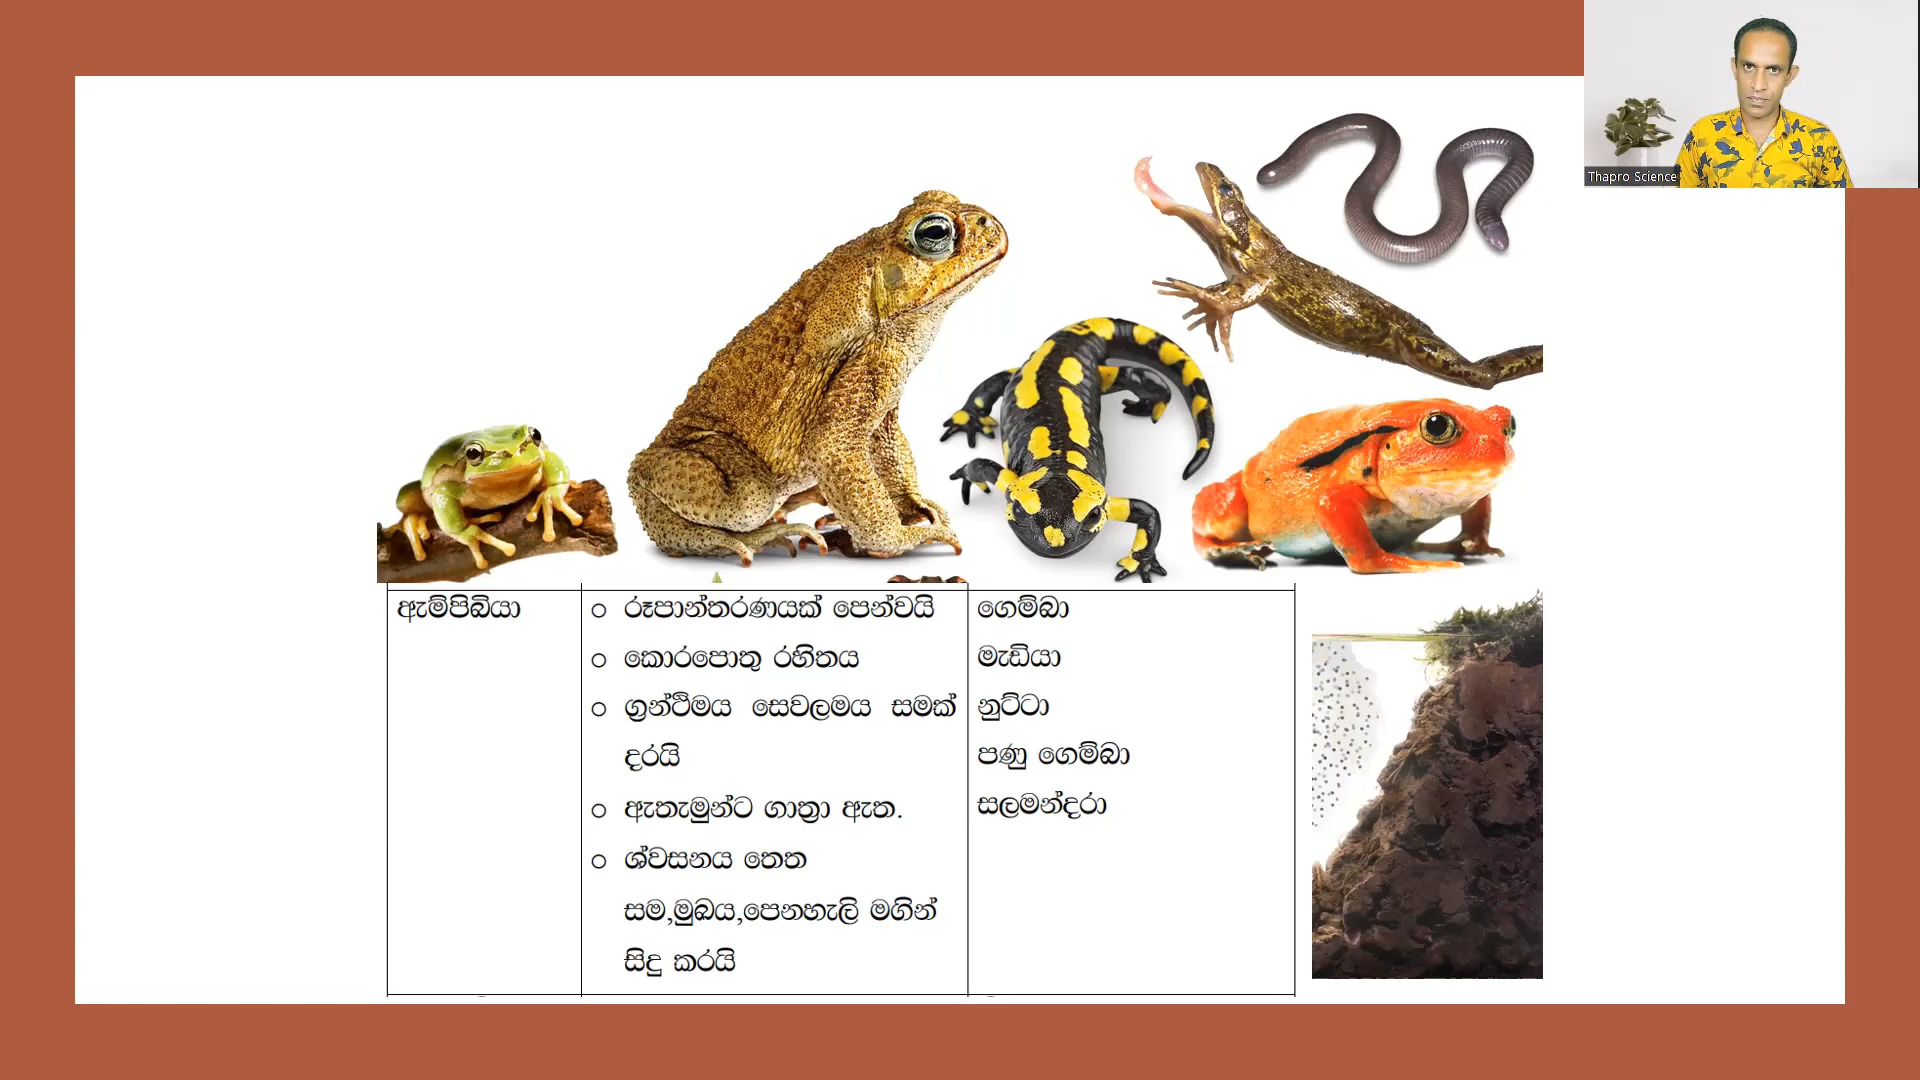 Thapro Science
ඇම්පිබියා
o රූපාන්තරණයක් පෙන්වයි
o කොරපොතු රහිතය
o ග්‍රන්ථිමය සෙවලමය සමක්
දරයි
o ඇතැමුන්ට ගාත්‍රා ඇත.
o ශ්වසනය තෙත
සම,මුඛය,පෙනහැලි මගින්
සිදු කරයි
ගෙම්බා
මැඩියා
නුට්ටා
පණු ගෙම්බා
සලමන්දරා